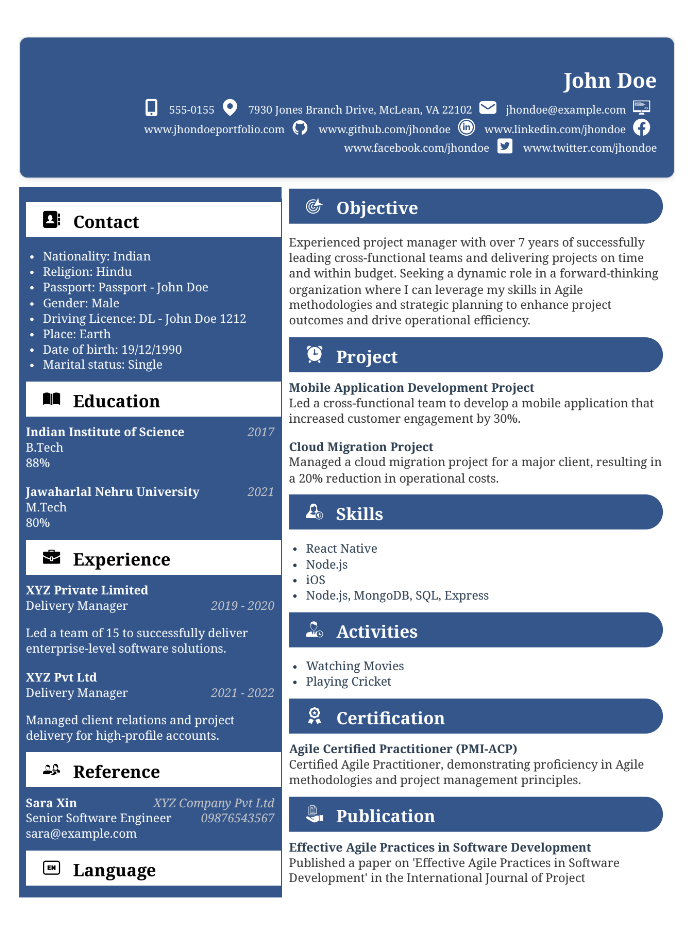 John Doe
555-0155 7930 Jones Branch Drive, McLean, VA 22102 jhondoe@example.com
www.jhondoeportfolio.com www.github.com/jhondoe www.linkedin.com/jhondoe
www.facebook.com/jhondoe www.twitter.com/jhondoe
Contact
• Nationality: Indian
• Religion: Hindu
• Passport: Passport - John Doe
• Gender: Male
• Driving Licence: DL - John Doe 1212
• Place: Earth
• Date of birth: 19/12/1990
• Marital status: Single
Education
Indian Institute of Science 2017
B.Tech
88%
Jawaharlal Nehru University 2021
M.Tech
80%
Experience
XYZ Private Limited
Delivery Manager 2019 - 2020
Led a team of 15 to successfully deliver
enterprise-level software solutions.
XYZ Pvt Ltd
Delivery Manager 2021 - 2022
Managed client relations and project
delivery for high-profile accounts.
Reference
Sara Xin XYZ Company Pvt Ltd
Senior Software Engineer 09876543567
sara@example.com
EN Language
Objective
Experienced project manager with over 7 years of successfully
leading cross-functional teams and delivering projects on time
and within budget. Seeking a dynamic role in a forward-thinking
organization where I can leverage my skills in Agile
methodologies and strategic planning to enhance project
outcomes and drive operational efficiency.
Project
Mobile Application Development Project
Led a cross-functional team to develop a mobile application that
increased customer engagement by 30%.
Cloud Migration Project
Managed a cloud migration project for a major client, resulting in
a 20% reduction in operational costs.
Skills
• React Native
• Node.js
• iOS
• Node.js, MongoDB, SQL, Express
Activities
• Watching Movies
• Playing Cricket
Certification
Agile Certified Practitioner (PMI-ACP)
Certified Agile Practitioner, demonstrating proficiency in Agile
methodologies and project management principles.
Publication
Effective Agile Practices in Software Development
Published a paper on 'Effective Agile Practices in Software
Development' in the International Journal of Project